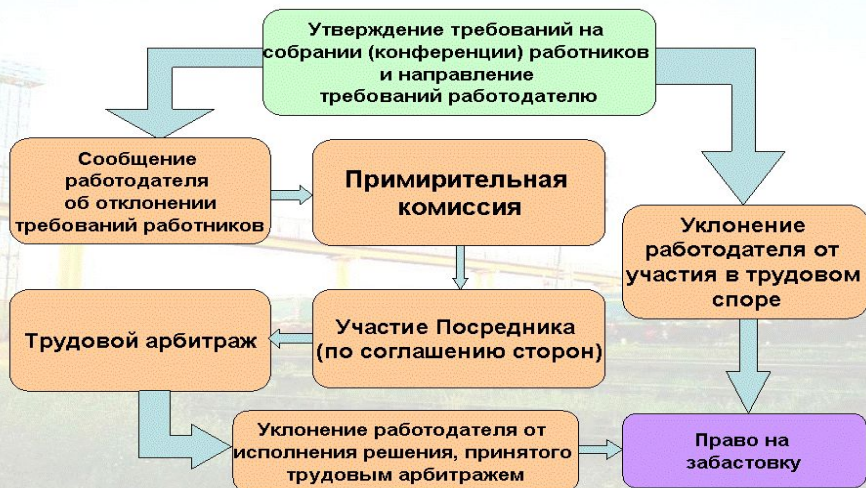 Утверждение требований на
собрании (конференции) работников
и направление
требований работодателю
Сообщение
работодателя
об отклонении
требований работников
Примирительная
комиссия
Уклонение
работодателя от
участия в трудовом
споре
Трудовой арбитраж
Участие Посредника
(по соглашению сторон)
Уклонение работодателя от
исполнения решения, принятого
трудовым арбитражем
Право на
забастовку